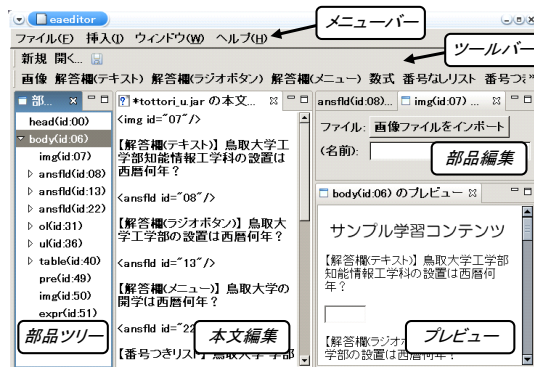 eaeditor
メニューバー
ファイル(F) 挿入(I) ウィンドウ(W) ヘルプ(H)
ツールバー
新規 開く...
画像 解答欄(テキスト) 解答欄(ラジオボタン) 解答欄(メニュー) 数式 番号なしリスト 番号つき
部...
*tottori_u.jar の本文...
ansfld(id:08)...
img(id:07) ...
head(id:00)
body(id:06)
img(id:07)
ansfld(id:08)
ansfld(id:13)
ansfld(id:22)
ol(id:31)
ul(id:36)
table(id:40)
pre(id:49)
img(id:50)
expr(id:51)
部品ツリー
<img id="07"/>
【解答欄(テキスト)】鳥取大学工
学部知能情報工学科の設置は
西暦何年？
<ansfld id="08"/>
【解答欄(ラジオボタン)】鳥取大
学工学部の設置は西暦何年？
<ansfld id="13"/>
【解答欄(メニュー)】鳥取大学の
開学は西暦何年？
<ansfld id="22
【番号つきリスト】鳥取大学 学部
本文編集
ファイル: 画像ファイルをインポート
(名前):
部品編集
body(id:06) のプレビュー
サンプル学習コンテンツ
【解答欄(テキスト)】鳥取大学工学部
知能情報工学科の設置は西暦何
年？
【解答欄(ラジオボ
学部の設置は西暦何年？
プレビュー